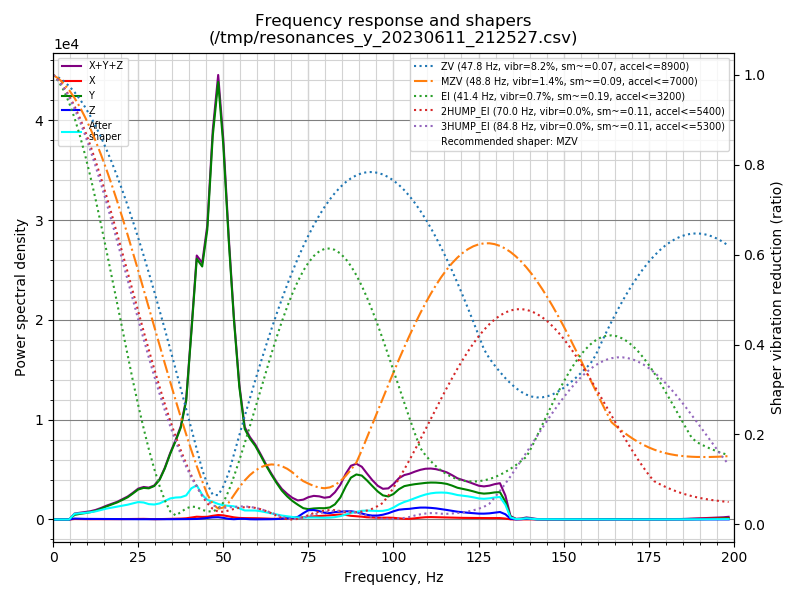 Frequency response and shapers
(/tmp/resonances_y_20230611_212527.csv)
1e4
X+Y+Z
X
Y
Z
After
shaper
ZV (47.8 Hz, vibr=8.2%, sm~=0.07, accel<=8900)
MZV (48.8 Hz, vibr=1.4%, sm~=0.09, accel<=7000)
EI (41.4 Hz, vibr=0.7%, sm~=0.19, accel<=3200)
2HUMP_EI (70.0 Hz, vibr=0.0%, sm~=0.11, accel<=5400)
3HUMP_EI (84.8 Hz, vibr=0.0%, sm~=0.11, accel<=5300)
Recommended shaper: MZV
Power spectral density
4
3
2
1
0
1.0
0.8
0.6
0.4
0.2
0.0
Shaper vibration reduction (ratio)
0 25 50 75 100 125 150 175 200
Frequency, Hz